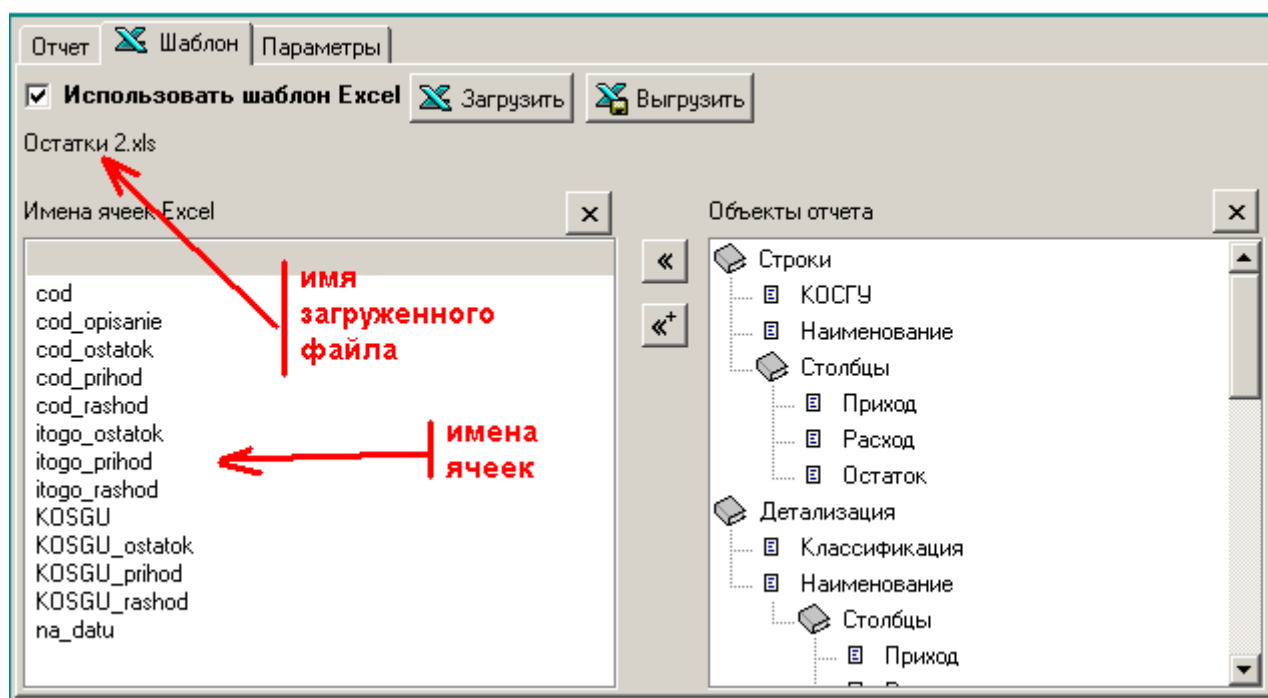 Отчет Шаблон Параметры
Использовать шаблон Excel Загрузить Выгрузить
Остатки 2.xls
Имена ячеек Excel
cod
cod_opisanie
cod_ostatok
cod_prihod
cod_rashod
itogo_ostatok
itogo_prihod
itogo_rashod
KOSGU
KOSGU_ostatok
KOSGU_prihod
KOSGU_rashod
na_datu
имя
загруженного
файла
имена
ячеек
Объекты отчета
Строки
КОСГУ
Наименование
Столбцы
Приход
Расход
Остаток
Детализация
Классификация
Наименование
Столбцы
Приход